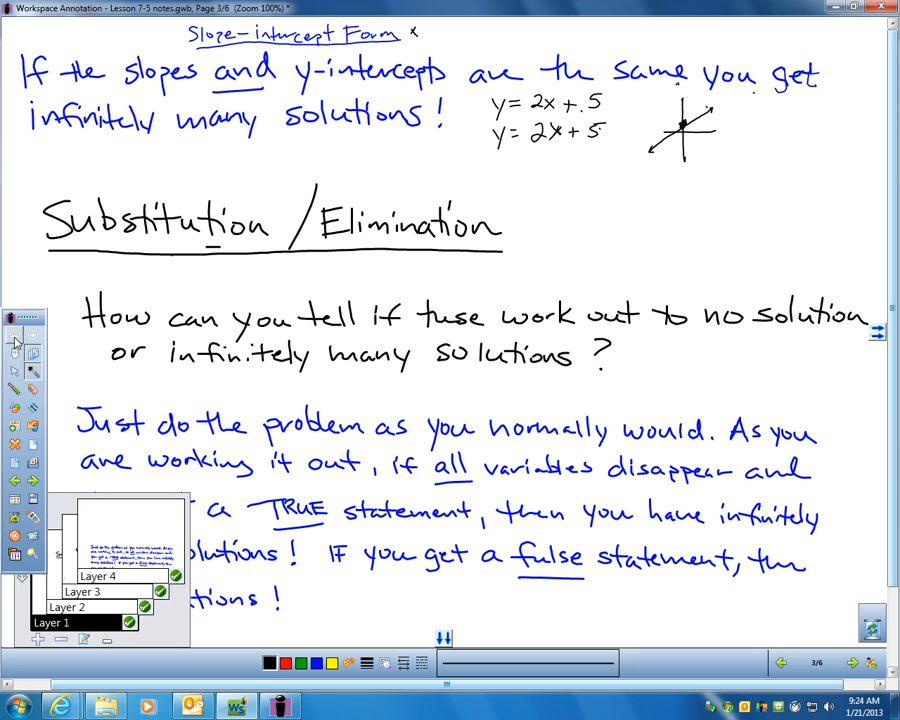 Workspace Annotation - Lesson 7-5 notes.gwb, Page 3/6 (Zoom 100%) *
Slope-intercept Form
If the slopes and y-intercepts are the same you get
infinitely many solutions!
y = 2x + 5
y = 2x + 5
Substitution / Elimination
How can you tell if these work out to no solution
or infinitely many solutions?
Just do the problem as you normally would. As you
are working it out, if all variables disappear and
a TRUE statement, then you have infinitely
olutions! If you get a false statement, the
tions!
Layer 4
Layer 3
Layer 2
Layer 1
3/6
9:24 AM
1/21/2013